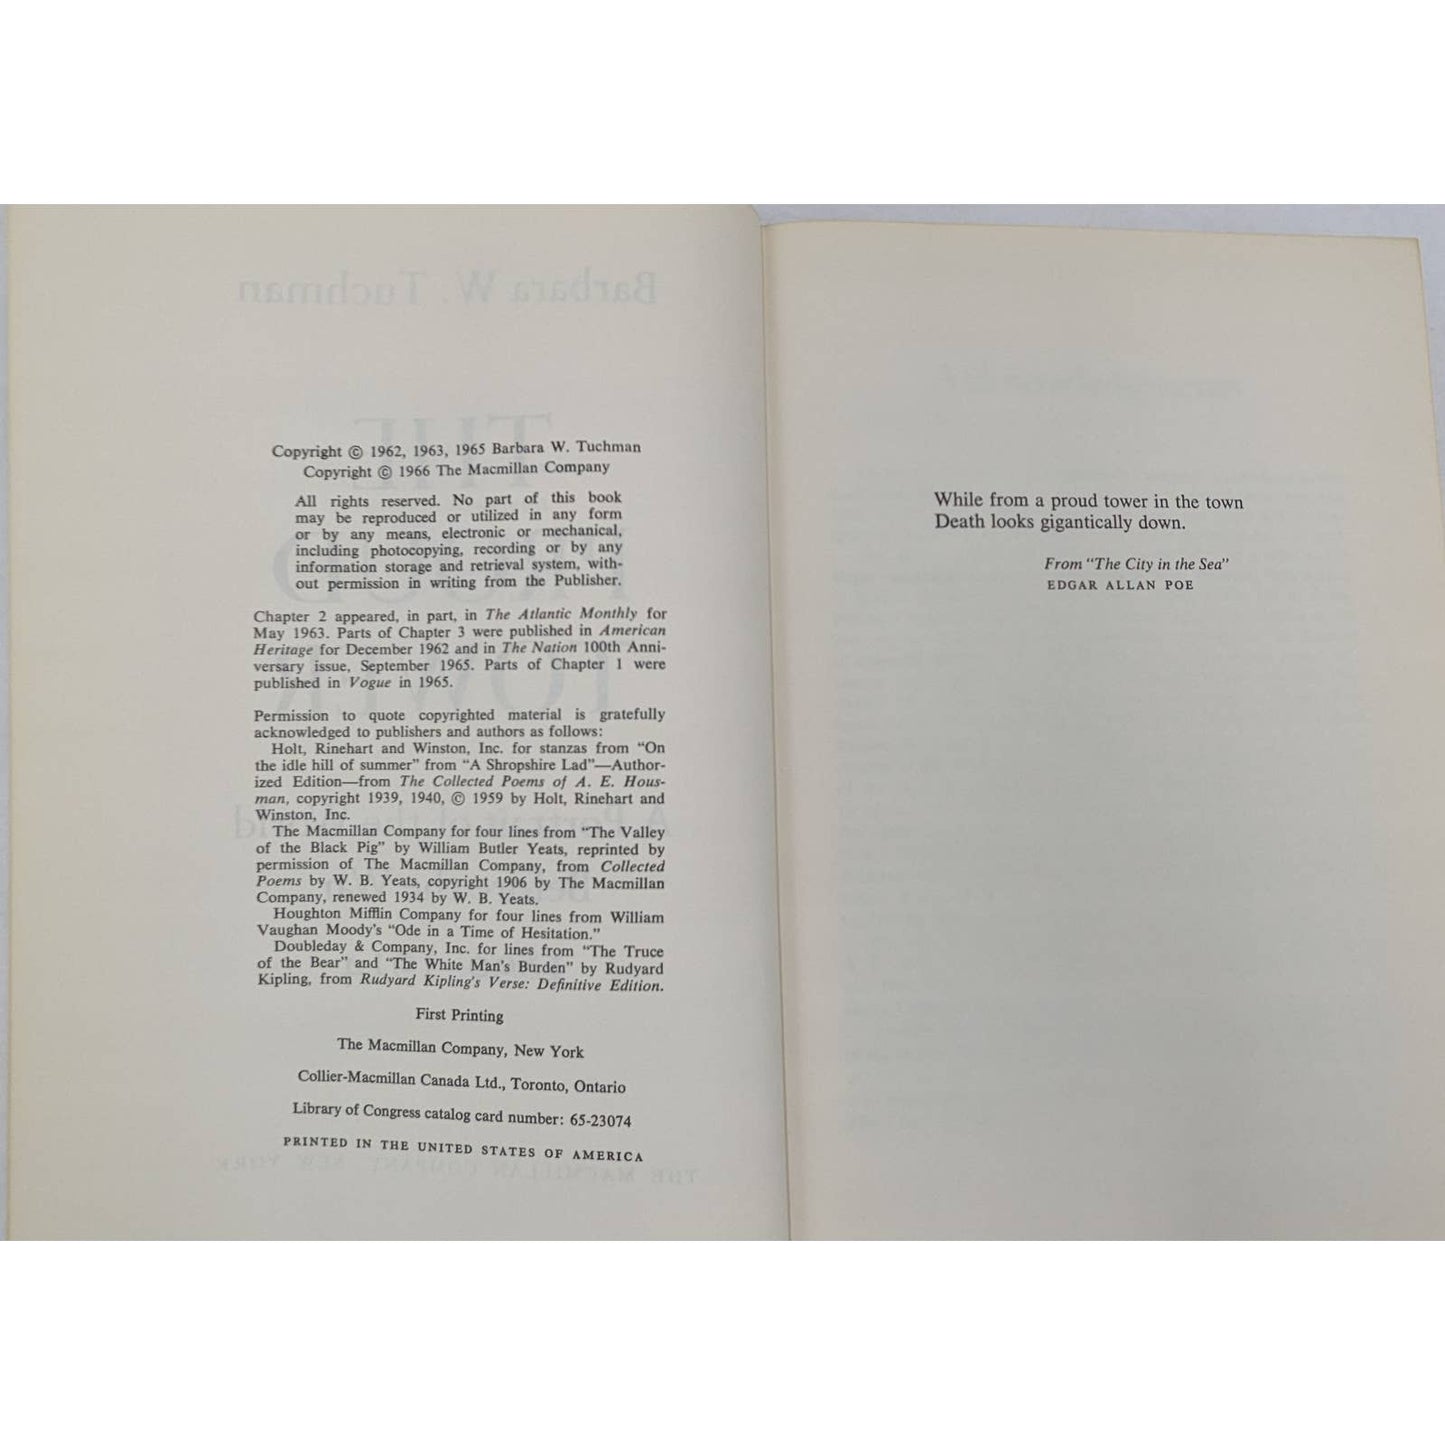 Barbara W. Tuchman
THE
TOWER
Copyright © 1962, 1963, 1965 Barbara W. Tuchman
Copyright © 1966 The Macmillan Company
All rights reserved. No part of this book
may be reproduced or utilized in any form
or by any means, electronic or mechanical,
including photocopying, recording or by any
information storage and retrieval system, with-
out permission in writing from the Publisher.
Chapter 2 appeared, in part, in The Atlantic Monthly for
May 1963. Parts of Chapter 3 were published in American
Heritage for December 1962 and in The Nation 100th Anni-
versary issue, September 1965. Parts of Chapter 1 were
published in Vogue in 1965.
Permission to quote copyrighted material is gratefully
acknowledged to publishers and authors as follows:
Holt, Rinehart and Winston, Inc. for stanzas from “On
the idle hill of summer” from “A Shropshire Lad”—Author-
ized Edition—from The Collected Poems of A. E. Hous-
man, copyright 1939, 1940, © 1959 by Holt, Rinehart and
Winston, Inc.
The Macmillan Company for four lines from “The Valley
of the Black Pig” by William Butler Yeats, reprinted by
permission of The Macmillan Company, from Collected
Poems by W. B. Yeats, copyright 1906 by The Macmillan
Company, renewed 1934 by W. B. Yeats.
Houghton Mifflin Company for four lines from William
Vaughan Moody’s “Ode in a Time of Hesitation.”
Doubleday & Company, Inc. for lines from “The Truce
of the Bear” and “The White Man’s Burden” by Rudyard
Kipling, from Rudyard Kipling’s Verse: Definitive Edition.
First Printing
The Macmillan Company, New York
Collier-Macmillan Canada Ltd., Toronto, Ontario
Library of Congress catalog card number: 65-23074
PRINTED IN THE UNITED STATES OF AMERICA
THE MACMILLAN COMPANY, NEW YORK
While from a proud tower in the town
Death looks gigantically down.
From “The City in the Sea”
EDGAR ALLAN POE